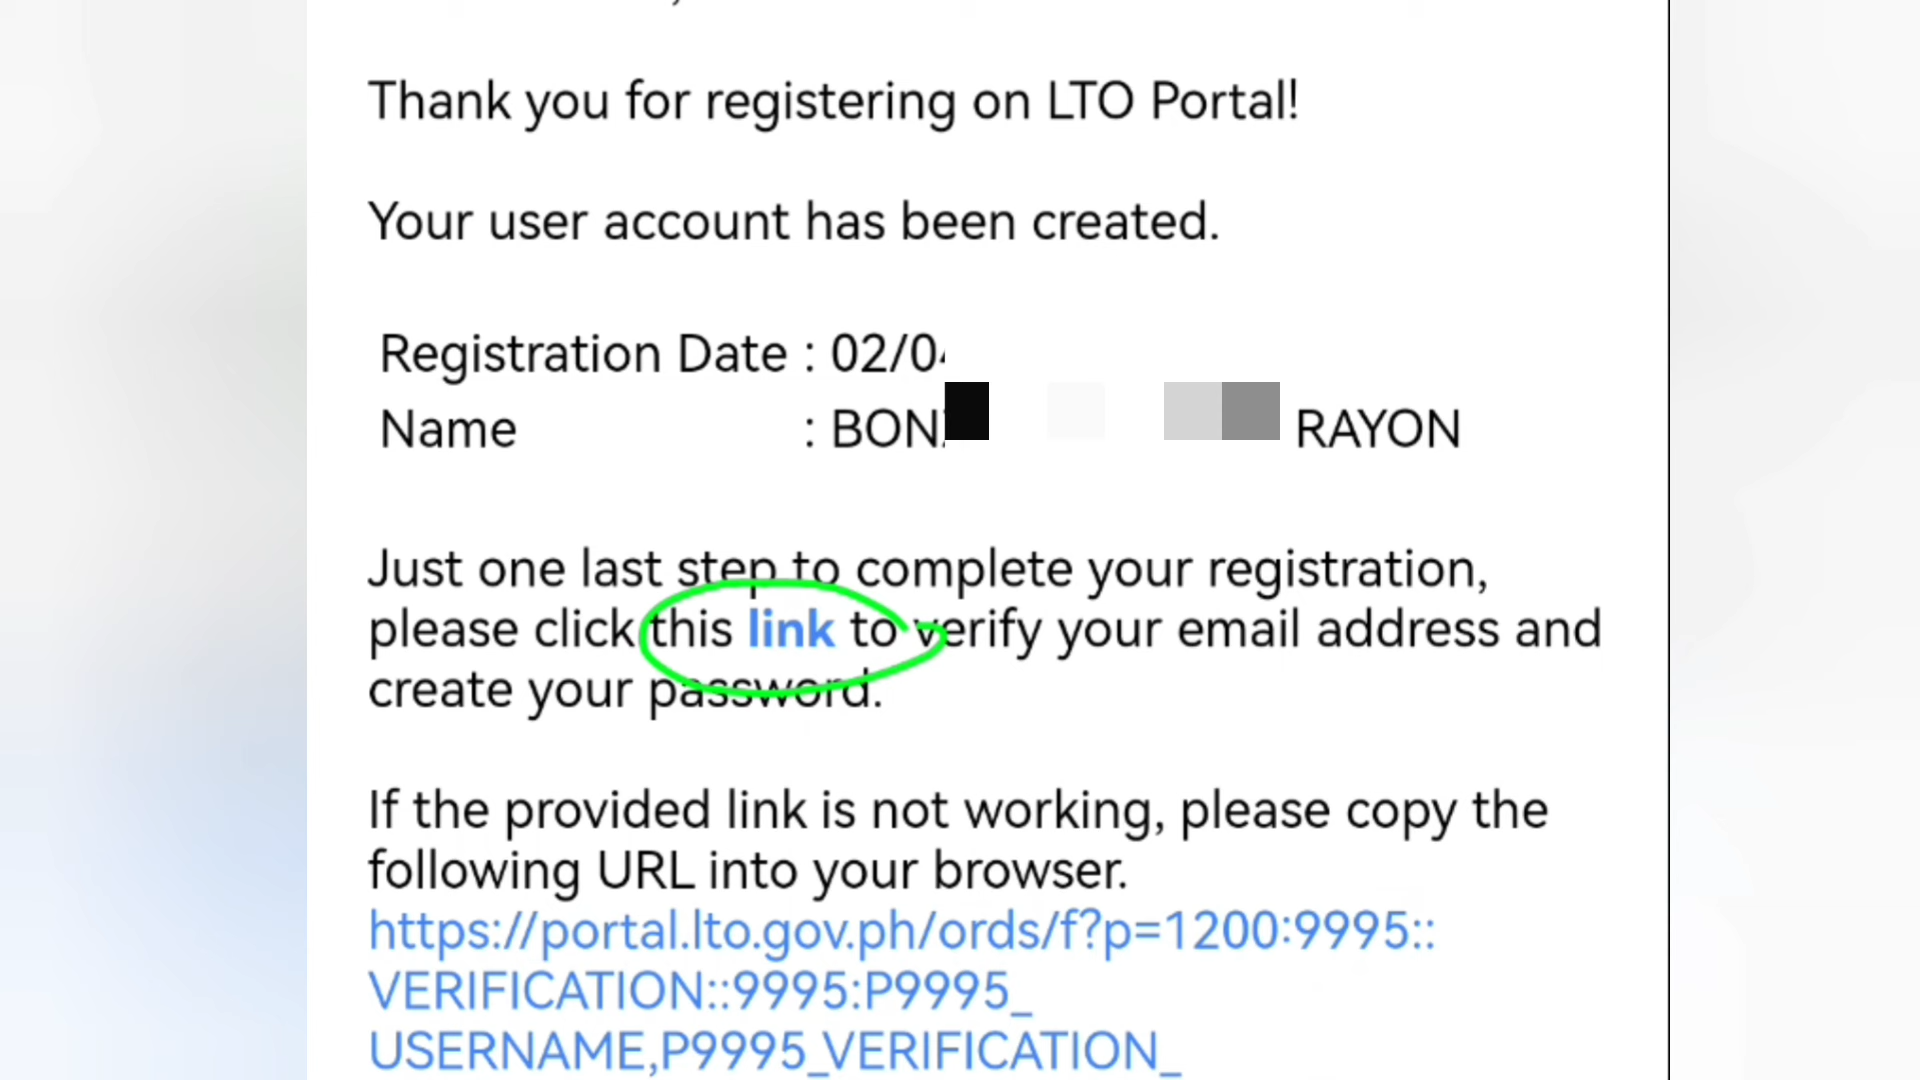 Thank you for registering on LTO Portal!
Your user account has been created.
Registration Date : 02/0
Name : BON RAYON
Just one last step to complete your registration,
please click this link to verify your email address and
create your password.
If the provided link is not working, please copy the
following URL into your browser.
https://portal.lto.gov.ph/ords/f?p=1200:9995::
VERIFICATION::9995:P9995_
USERNAME,P9995_VERIFICATION_